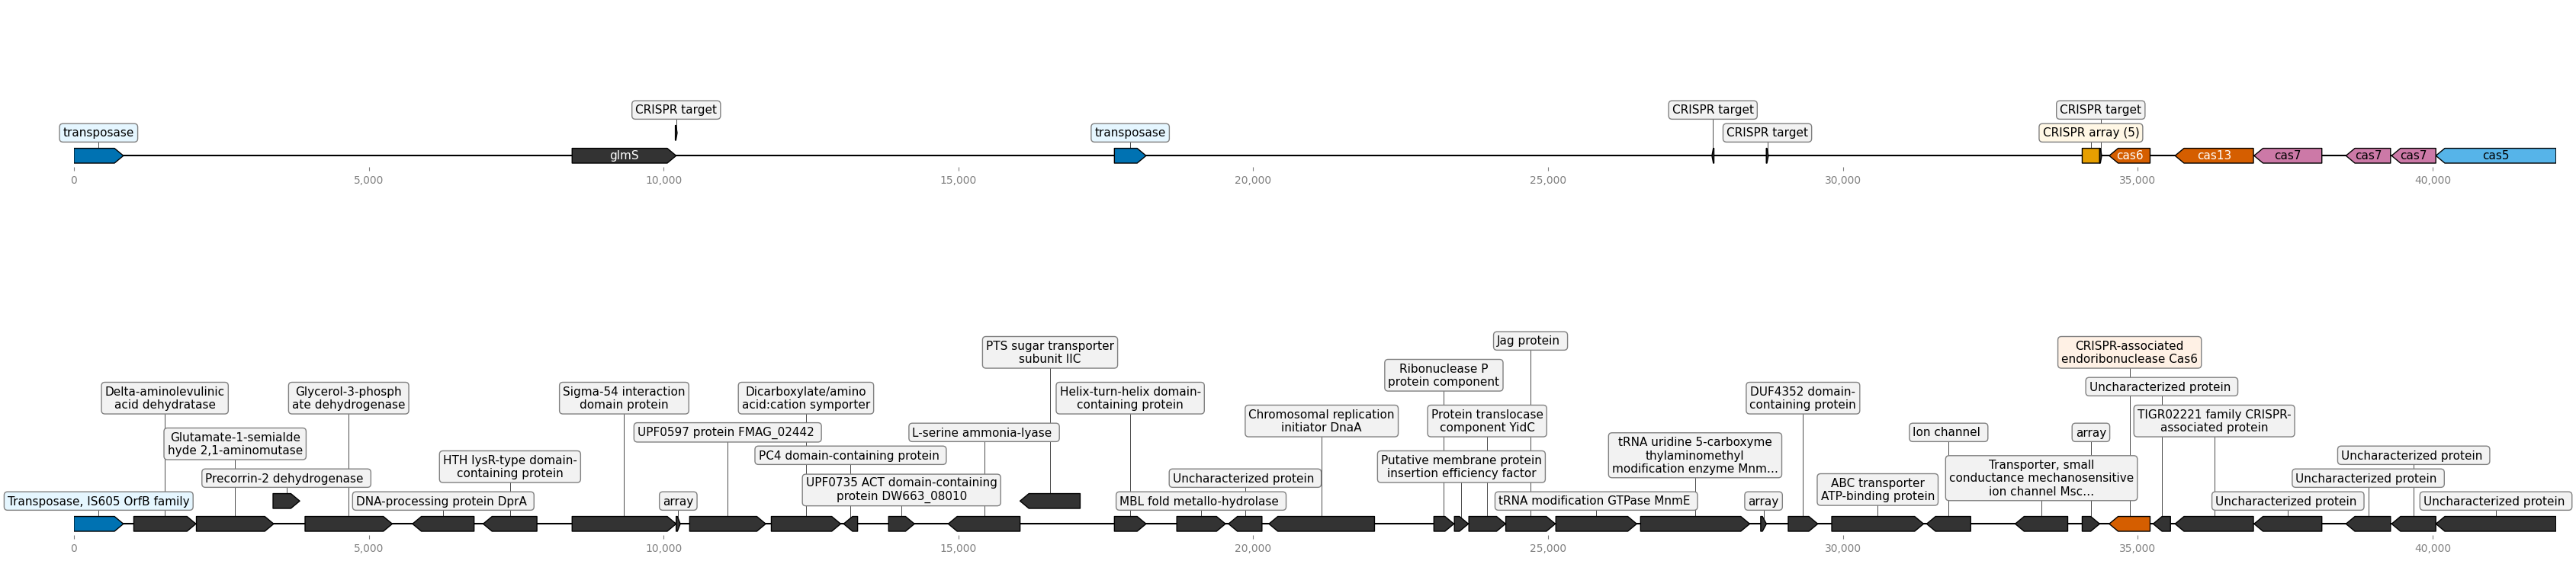 CRISPR target
CRISPR target
CRISPR target
transposase
transposase
CRISPR target
CRISPR array (5)
glmS
cas6
cas13
cas7
cas7
cas7
cas5
0
5,000
10,000
15,000
20,000
25,000
30,000
35,000
40,000
Jag protein
PTS sugar transporter
subunit IIC
CRISPR-associated
endoribonuclease Cas6
Ribonuclease P
protein component
Uncharacterized protein
Delta-aminolevulinic
acid dehydratase
Glycerol-3-phosph
ate dehydrogenase
Sigma-54 interaction
domain protein
Dicarboxylate/amino
acid:cation symporter
Helix-turn-helix domain-
containing protein
DUF4352 domain-
containing protein
Chromosomal replication
initiator DnaA
Protein translocase
component YidC
TIGR02221 family CRISPR-
associated protein
UPF0597 protein FMAG_02442
L-serine ammonia-lyase
Ion channel
array
Glutamate-1-semialde
hyde 2,1-aminomutase
tRNA uridine 5-carboxyme
thylaminomethyl
modification enzyme Mnm...
PC4 domain-containing protein
Uncharacterized protein
HTH lysR-type domain-
containing protein
Putative membrane protein
insertion efficiency factor
Transporter, small
conductance mechanosensitive
ion channel Msc...
Precorrin-2 dehydrogenase
Uncharacterized protein
Uncharacterized protein
UPF0735 ACT domain-containing
protein DW663_08010
ABC transporter
ATP-binding protein
Transposase, IS605 OrfB family
DNA-processing protein DprA
array
MBL fold metallo-hydrolase
tRNA modification GTPase MnmE
array
Uncharacterized protein
Uncharacterized protein
0
5,000
10,000
15,000
20,000
25,000
30,000
35,000
40,000